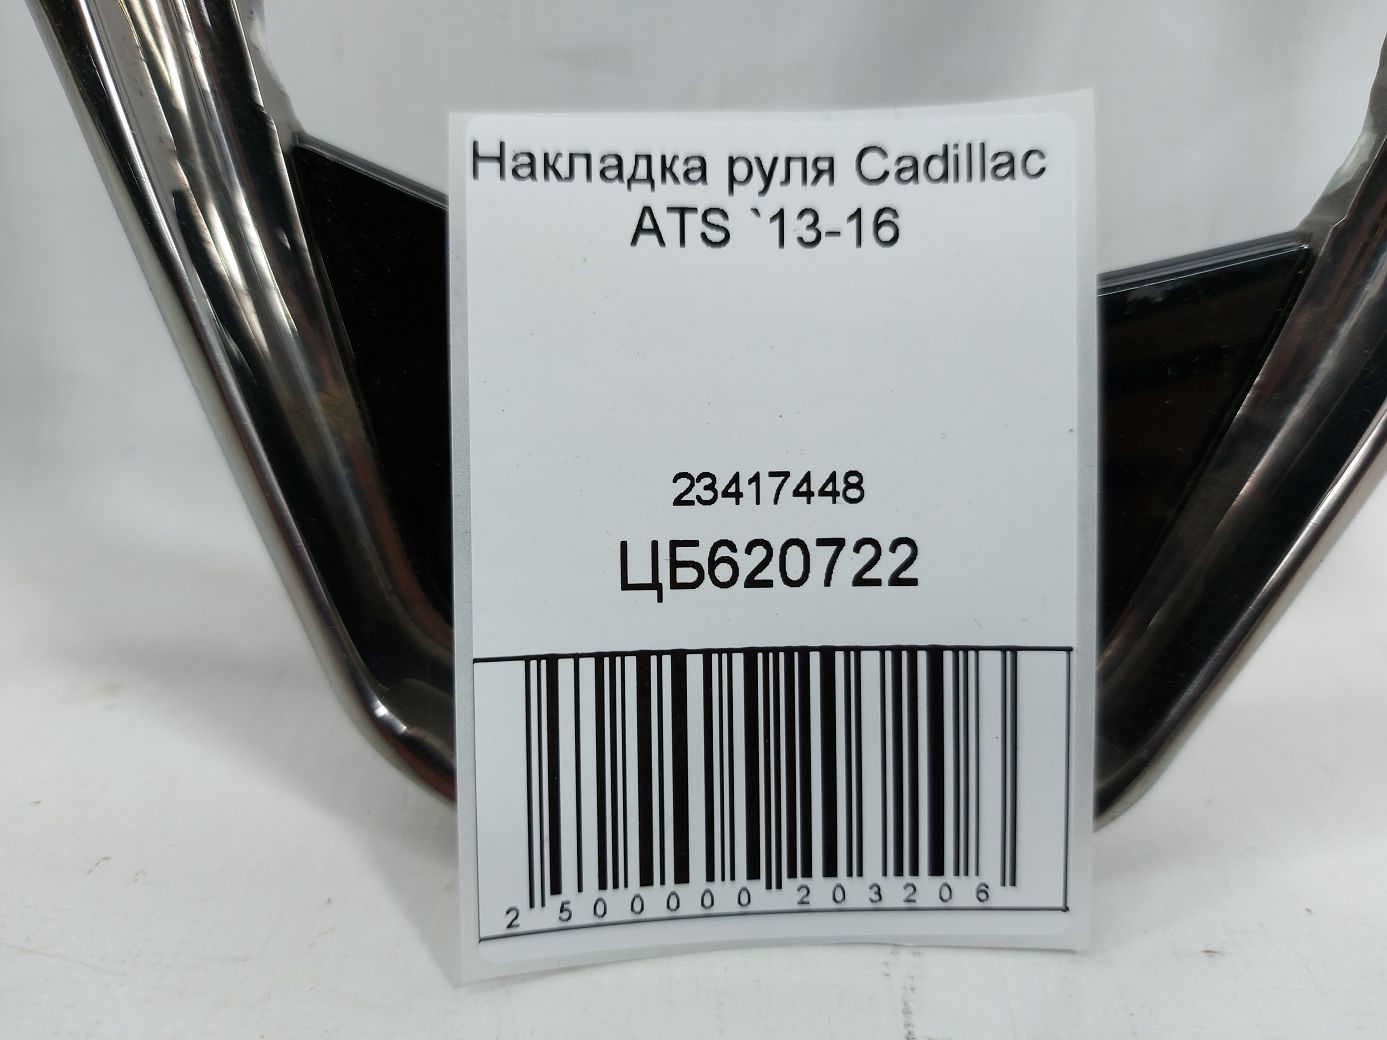 Накладка руля Cadillac
ATS `13-16
23417448
ЦБ620722
2 500000 203206